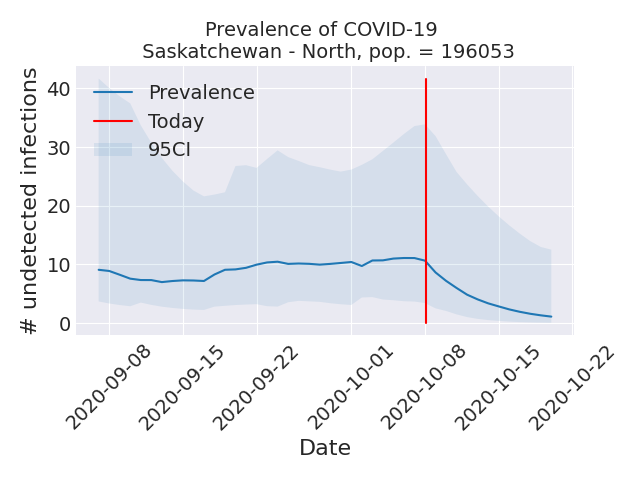 Prevalence of COVID-19
Saskatchewan - North, pop. = 196053
# undetected infections
40
30
20
10
0
Prevalence
Today
95CI
2020-09-08
2020-09-15
2020-09-22
2020-10-01
2020-10-08
2020-10-15
2020-10-22
Date